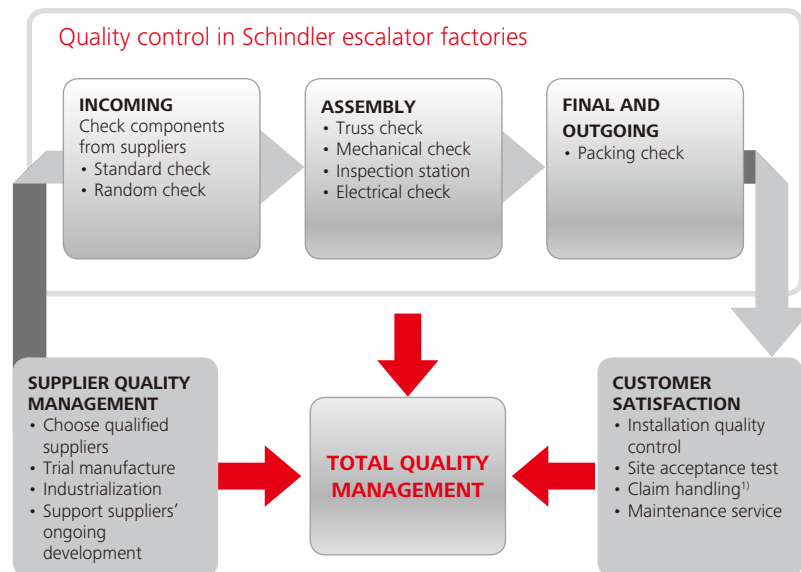 Quality control in Schindler escalator factories
INCOMING
Check components
from suppliers
• Standard check
• Random check
ASSEMBLY
• Truss check
• Mechanical check
• Inspection station
• Electrical check
FINAL AND
OUTGOING
• Packing check
SUPPLIER QUALITY
MANAGEMENT
• Choose qualified
suppliers
• Trial manufacture
• Industrialization
• Support suppliers’
ongoing
development
TOTAL QUALITY
MANAGEMENT
CUSTOMER
SATISFACTION
• Installation quality
control
• Site acceptance test
• Claim handling¹⁾
• Maintenance service